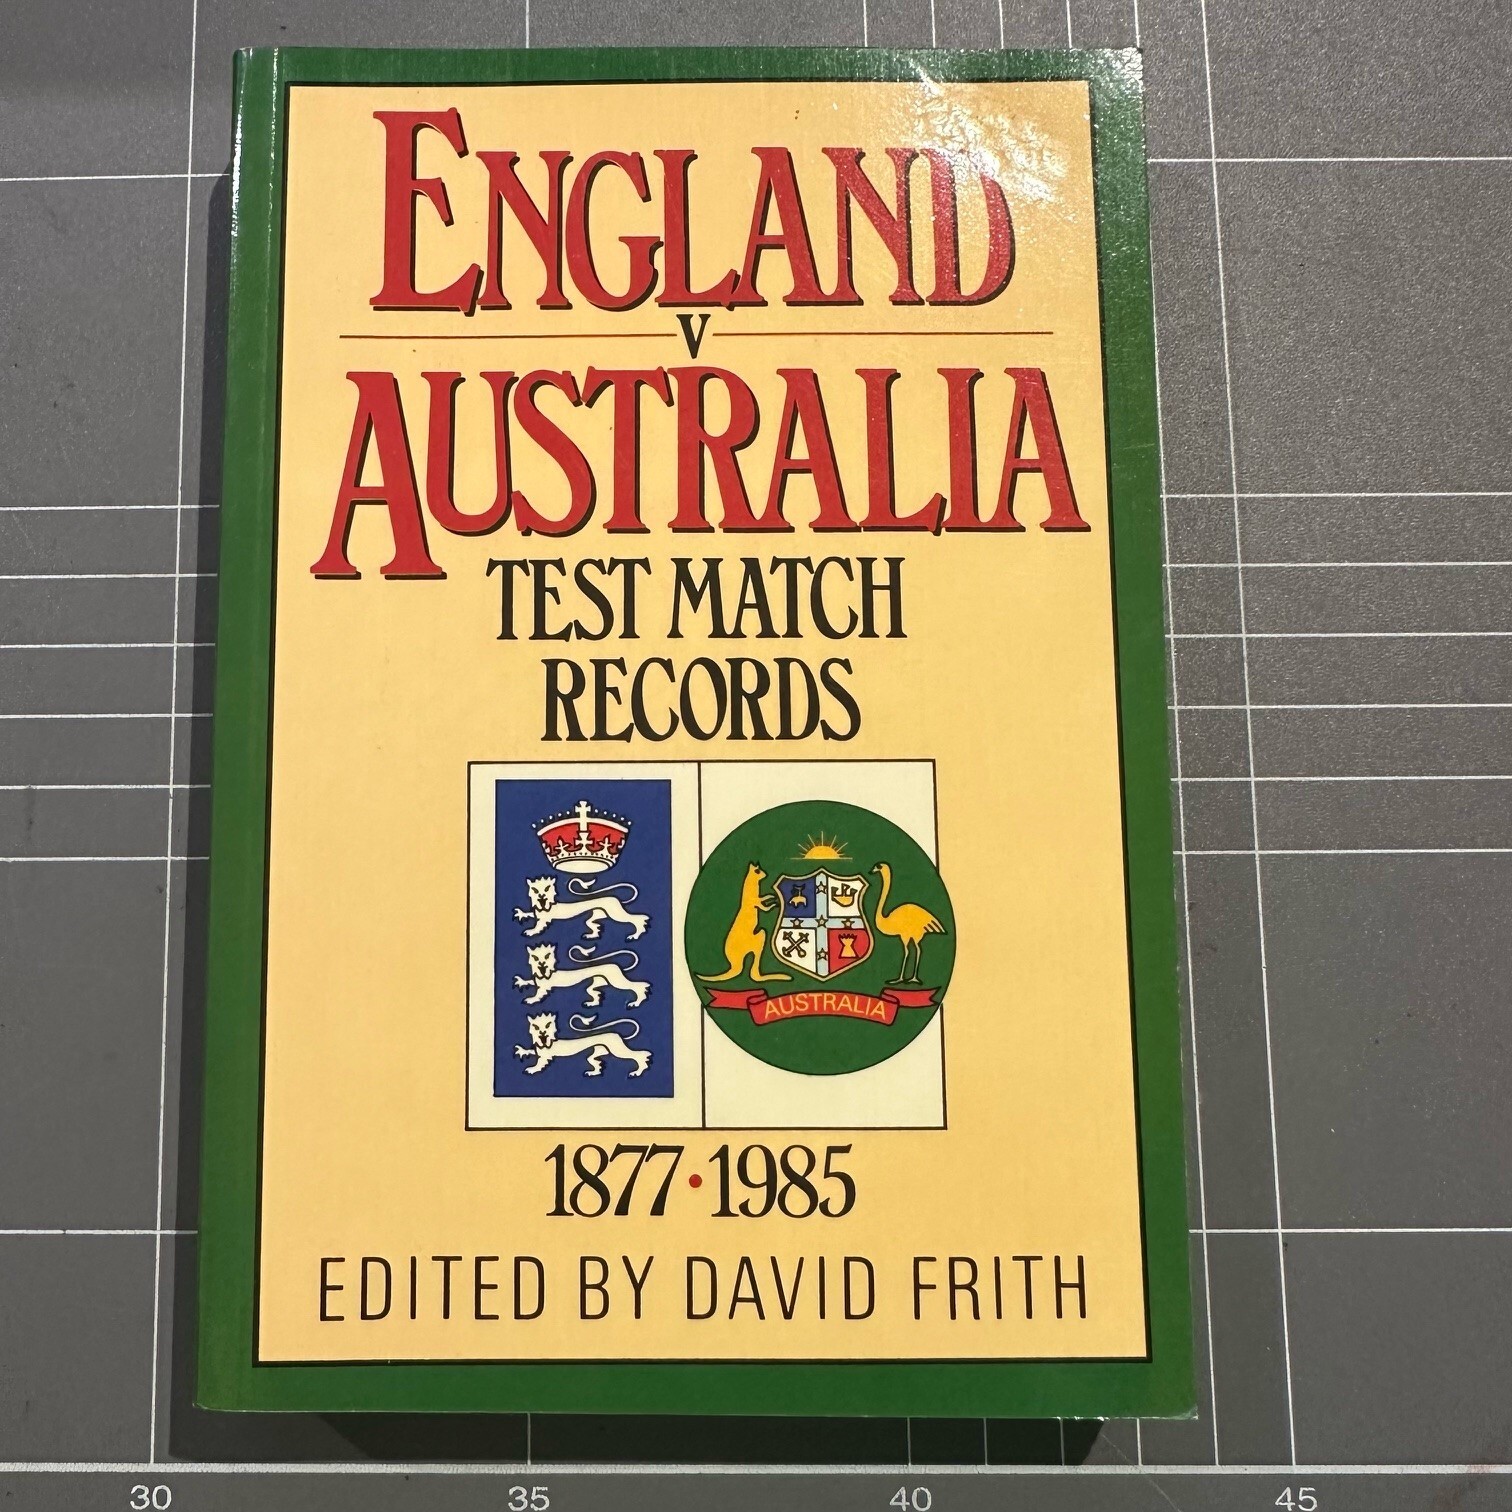 ENGLAND
V
AUSTRALIA
TEST MATCH
RECORDS
AUSTRALIA
1877·1985
EDITED BY DAVID FRITH
30 35 40 45